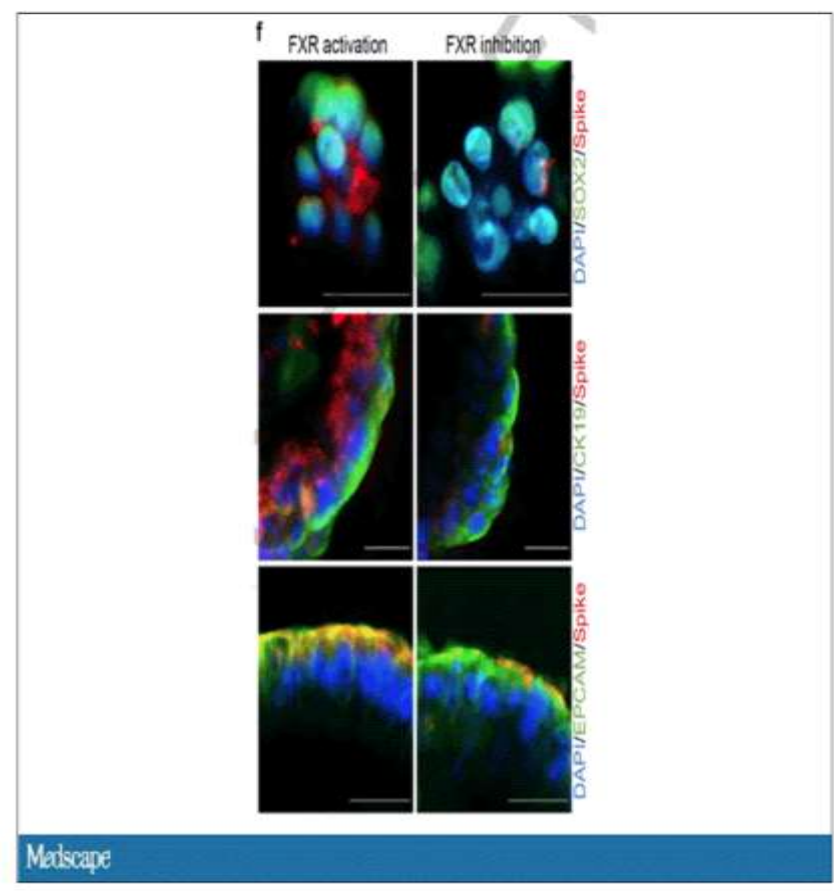 f
FXR activation
FXR inhibition
DAPI/SOX2/Spike
DAPI/CK19/Spike
DAPI/EPCAM/Spike
Medscape